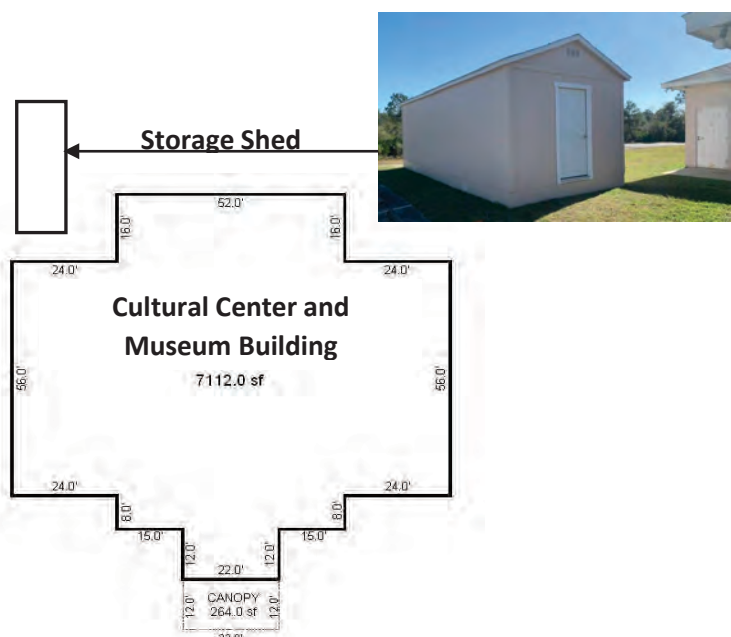 Storage Shed
52.0'
16.0' 16.0'
24.0' 24.0'
Cultural Center and
Museum Building
7112.0 sf
56.0' 56.0'
24.0' 24.0'
8.0' 8.0'
15.0' 15.0'
12.0' 12.0'
22.0'
CANOPY
12.0' 264.0 sf 12.0'